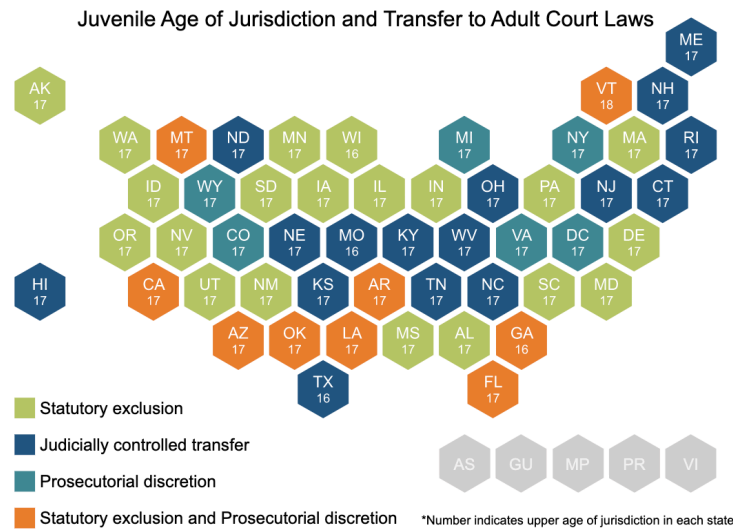 Juvenile Age of Jurisdiction and Transfer to Adult Court Laws
ME
17
AK
17
VT
18
NH
17
WA
17
MT
17
ND
17
MN
17
WI
16
MI
17
NY
17
MA
17
RI
17
ID
17
WY
17
SD
17
IA
17
IL
17
IN
17
OH
17
PA
17
NJ
17
CT
17
OR
17
NV
17
CO
17
NE
17
MO
16
KY
17
WV
17
VA
17
DC
17
DE
17
HI
17
CA
17
UT
17
NM
17
KS
17
AR
17
TN
17
NC
17
SC
17
MD
17
AZ
17
OK
17
LA
17
MS
17
AL
17
GA
16
TX
16
FL
17
Statutory exclusion
Judicially controlled transfer
Prosecutorial discretion
Statutory exclusion and Prosecutorial discretion
AS
GU
MP
PR
VI
*Number indicates upper age of jurisdiction in each state